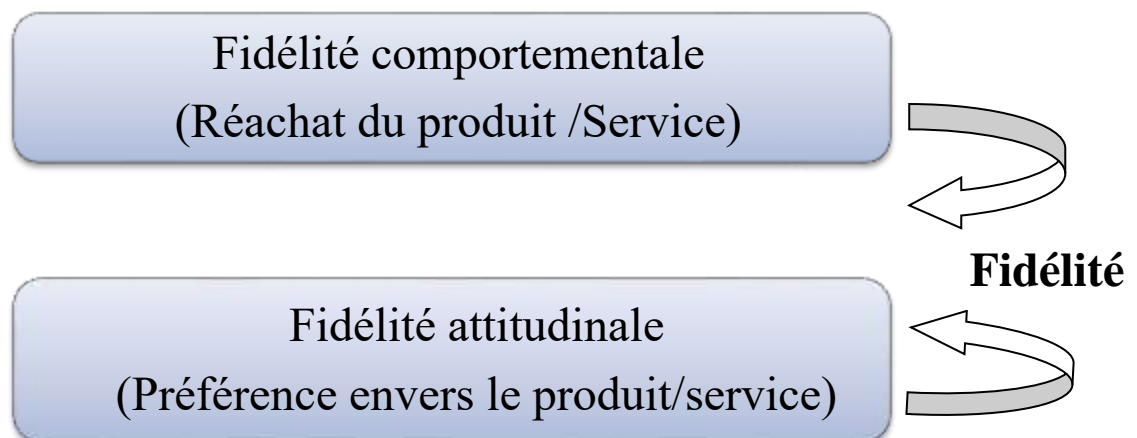 Fidélité comportementale
(Réachat du produit /Service)
Fidélité
Fidélité attitudinale
(Préférence envers le produit/service)